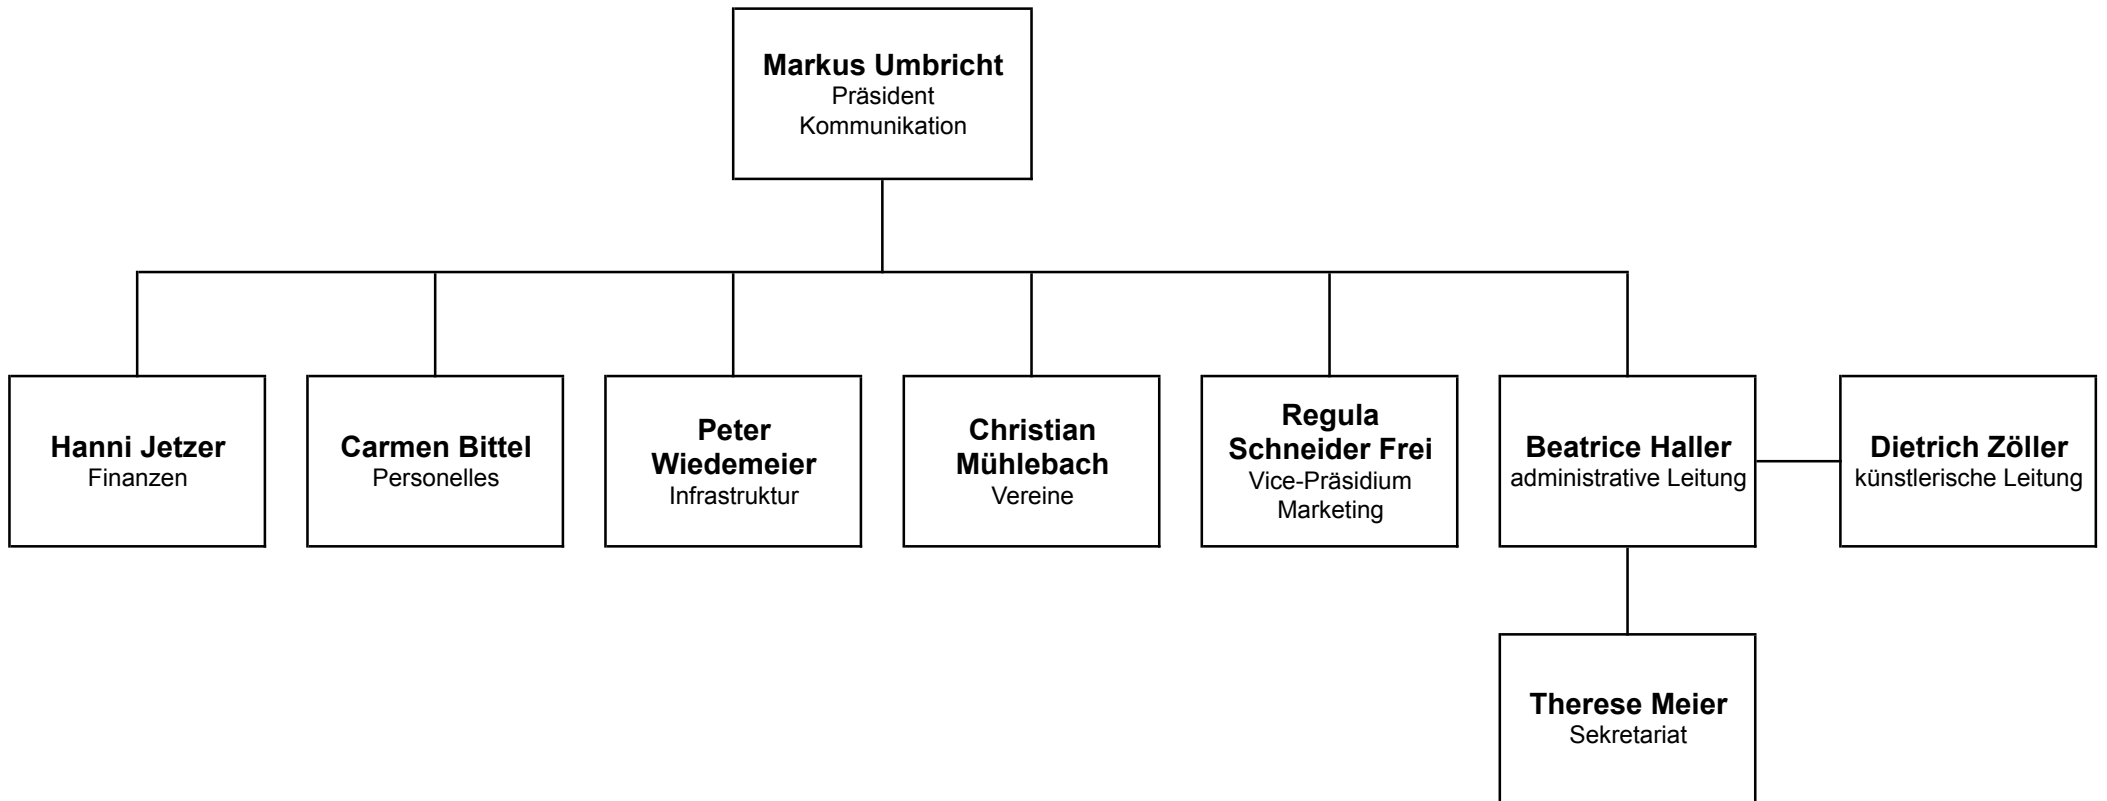 Markus Umbricht
Präsident
Kommunikation
Hanni Jetzer
Finanzen
Carmen Bittel
Personelles
Peter
Wiedemeier
Infrastruktur
Christian
Mühlebach
Vereine
Regula
Schneider Frei
Vice-Präsidium
Marketing
Beatrice Haller
administrative Leitung
Dietrich Zöller
künstlerische Leitung
Therese Meier
Sekretariat